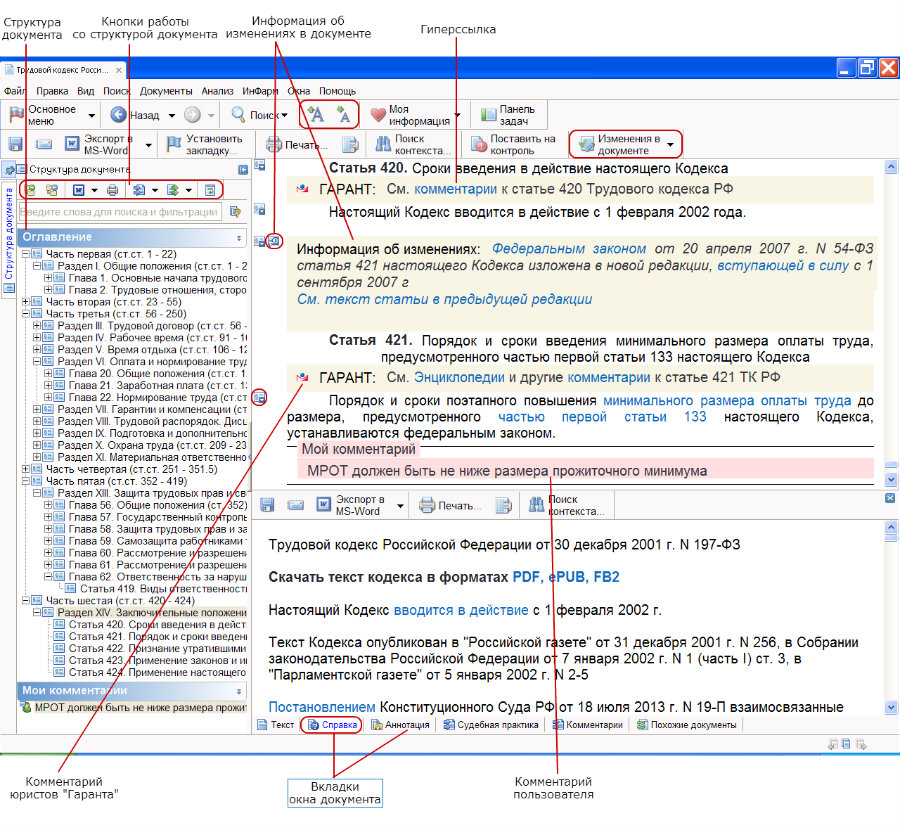 Структура
документа
Кнопки работы
со структурой документа
Информация об
изменениях в документе
Гиперссылка
Трудовой кодекс Росси...
Файл Правка Вид Поиск Документы Анализ ИнФарм Окна Помощь
Основное
меню
Назад
Поиск
Моя
информация
Панель
задач
Экспорт в
MS-Word
Установить
закладку...
Печать...
Поиск
контекста...
Поставить на
контроль
Изменения в
документе
Структура документа
Структура документа
Введите слова для поиска и фильтрации
Оглавление
Часть первая (ст.ст. 1 - 22)
Раздел I. Общие положения (ст.ст. 1 - 2
Глава 1. Основные начала трудового
Глава 2. Трудовые отношения, сторо
Часть вторая (ст.ст. 23 - 55)
Часть третья (ст.ст. 56 - 250)
Раздел III. Трудовой договор (ст.ст. 56 -
Раздел IV. Рабочее время (ст.ст. 91 - 10
Раздел V. Время отдыха (ст.ст. 106 - 12
Раздел VI. Оплата и нормирование труд
Глава 20. Общие положения (ст.ст. 1
Глава 21. Заработная плата (ст.ст. 13
Глава 22. Нормирование труда (ст.ст
Раздел VII. Гарантии и компенсации (ст
Раздел VIII. Трудовой распорядок. Дисц
Раздел IX. Подготовка и дополнительно
Раздел X. Охрана труда (ст.ст. 209 - 23
Раздел XI. Материальная ответственно
Часть четвертая (ст.ст. 251 - 351.5)
Часть пятая (ст.ст. 352 - 419)
Раздел XIII. Защита трудовых прав и св
Глава 56. Общие положения (ст. 352)
Глава 57. Государственный контроль
Глава 58. Защита трудовых прав и за
Глава 59. Самозащита работниками
Глава 60. Рассмотрение и разрешени
Глава 61. Рассмотрение и разрешени
Глава 62. Ответственность за наруш
Статья 419. Виды ответственност
Часть шестая (ст.ст. 420 - 424)
Раздел XIV. Заключительные положени
Статья 420. Сроки введения в дейст
Статья 421. Порядок и сроки введен
Статья 422. Признание утратившими
Статья 423. Применение законов и и
Статья 424. Применение настоящего
Мои комментарии
МРОТ должен быть не ниже размера прожит
Статья 420. Сроки введения в действие настоящего Кодекса
ГАРАНТ: См. комментарии к статье 420 Трудового кодекса РФ
Настоящий Кодекс вводится в действие с 1 февраля 2002 года.
Информация об изменениях: Федеральным законом от 20 апреля 2007 г. N 54-ФЗ
статья 421 настоящего Кодекса изложена в новой редакции, вступающей в силу с 1
сентября 2007 г
См. текст статьи в предыдущей редакции
Статья 421. Порядок и сроки введения минимального размера оплаты труда,
предусмотренного частью первой статьи 133 настоящего Кодекса
ГАРАНТ: См. Энциклопедии и другие комментарии к статье 421 ТК РФ
Порядок и сроки поэтапного повышения минимального размера оплаты труда до
размера, предусмотренного частью первой статьи 133 настоящего Кодекса,
устанавливаются федеральным законом.
Мой комментарий
МРОТ должен быть не ниже размера прожиточного минимума
Экспорт в
MS-Word
Печать...
Поиск
контекста...
Трудовой кодекс Российской Федерации от 30 декабря 2001 г. N 197-ФЗ
Скачать текст кодекса в форматах PDF, ePUB, FB2
Настоящий Кодекс вводится в действие с 1 февраля 2002 г.
Текст Кодекса опубликован в "Российской газете" от 31 декабря 2001 г. N 256, в Собрании
законодательства Российской Федерации от 7 января 2002 г. N 1 (часть I) ст. 3, в
"Парламентской газете" от 5 января 2002 г. N 2-5
Постановлением Конституционного Суда РФ от 18 июля 2013 г. N 19-П взаимосвязанные
Текст Справка Аннотация Судебная практика Комментарии Похожие документы
Комментарий
юристов "Гаранта"
Вкладки
окна документа
Комментарий
пользователя